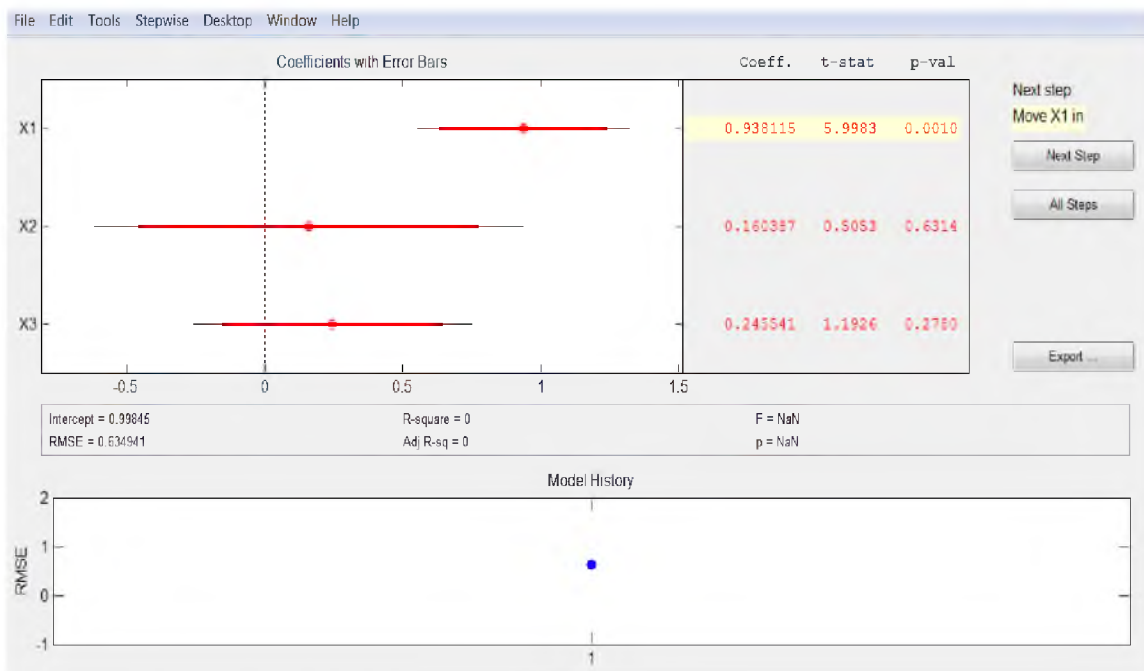 File Edit Tools Stepwise Desktop Window Help
Coefficients with Error Bars
Coeff. t-stat p-val
X1
0.938115 5.9983 0.0010
X2
0.160387 0.5053 0.6314
X3
0.245541 1.1926 0.2780
-0.5 0 0.5 1 1.5
Next step
Move X1 in
Next Step
All Steps
Export ...
Intercept = 0.99845 R-square = 0 F = NaN
RMSE = 0.634941 Adj R-sq = 0 p = NaN
Model History
RMSE
2
1
0
-1
1